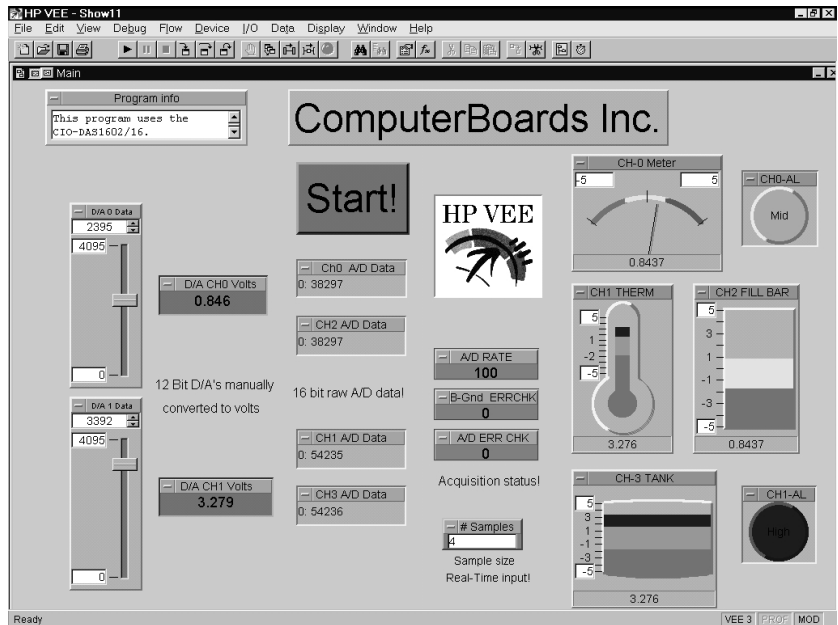 HP VEE - Show11
File Edit View Debug Flow Device I/O Data Display Window Help
Main
Program info
This program uses the
CIO-DAS1602/16.
ComputerBoards Inc.
Start!
HP VEE
D/A 0 Data
2395
4095
0
D/A CH0 Volts
0.846
12 Bit D/A's manually
converted to volts
D/A 1 Data
3392
4095
0
D/A CH1 Volts
3.279
Ch0 A/D Data
0: 38297
CH2 A/D Data
0: 38297
16 bit raw A/D data!
CH1 A/D Data
0: 54235
CH3 A/D Data
0: 54236
A/D RATE
100
B-Gnd ERRCHK
0
A/D ERR CHK
0
Acquisition status!
# Samples
4
Sample size
Real-Time input!
CH-0 Meter
-5 5
0.8437
CH0-AL
Mid
CH1 THERM
5
1
-2
-5
3.276
CH2 FILL BAR
5
3
1
-1
-3
-5
0.8437
CH-3 TANK
5
3
1
-1
-3
-5
3.276
CH1-AL
High
Ready
VEE 3 PROF MOD